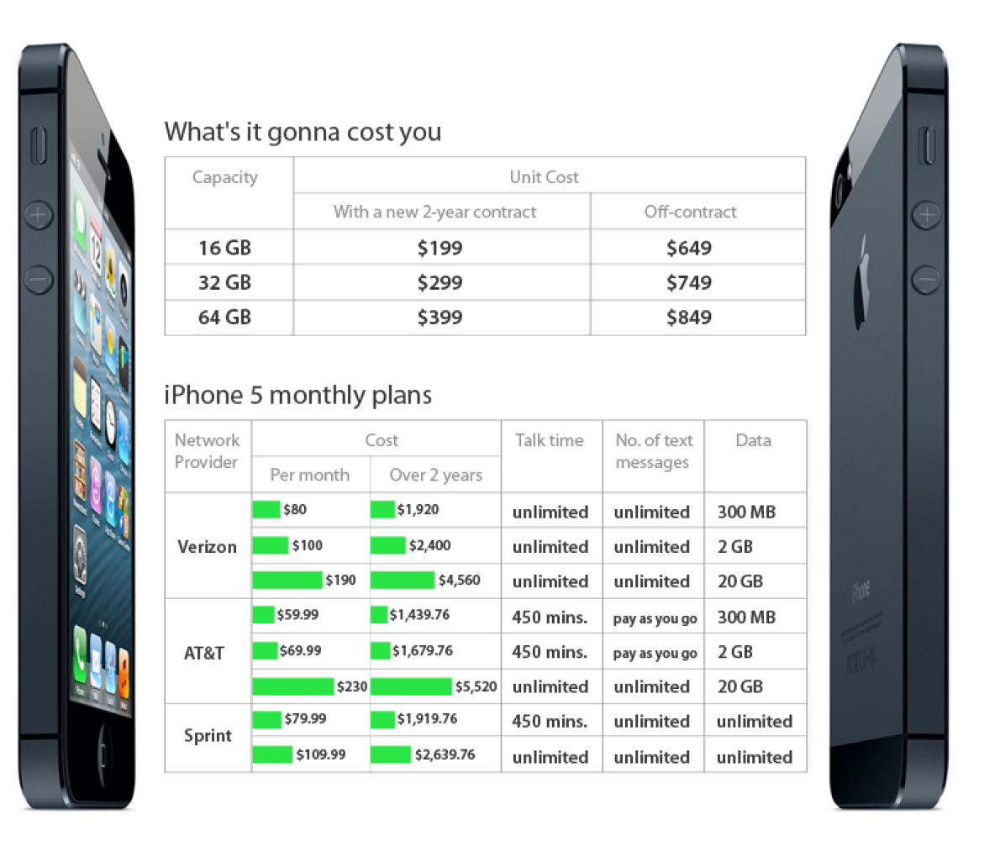 What's it gonna cost you
Capacity
Unit Cost
With a new 2-year contract
Off-contract
16 GB $199 $649
32 GB $299 $749
64 GB $399 $849
iPhone 5 monthly plans
Network
Provider
Cost
Per month
Over 2 years
Talk time
No. of text
messages
Data
Verizon
$80 $1,920 unlimited unlimited 300 MB
$100 $2,400 unlimited unlimited 2 GB
$190 $4,560 unlimited unlimited 20 GB
AT&T
$59.99 $1,439.76 450 mins. pay as you go 300 MB
$69.99 $1,679.76 450 mins. pay as you go 2 GB
$230 $5,520 unlimited unlimited 20 GB
Sprint
$79.99 $1,919.76 450 mins. unlimited unlimited
$109.99 $2,639.76 unlimited unlimited unlimited
12
Settings
Phone
iPhone